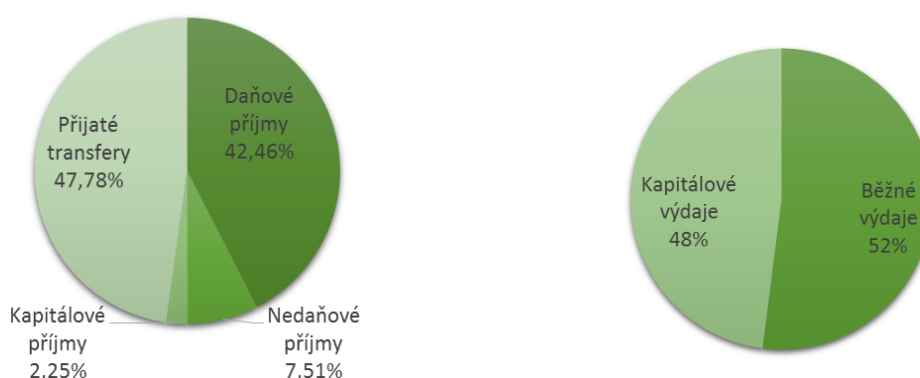 Daňové
příjmy
42,46%
Přijaté
transfery
47,78%
Kapitálové
příjmy
2.25%
Nedaňové
příjmy
7.51%
Kapitálové
výdaje
48%
Běžné
výdaje
52%